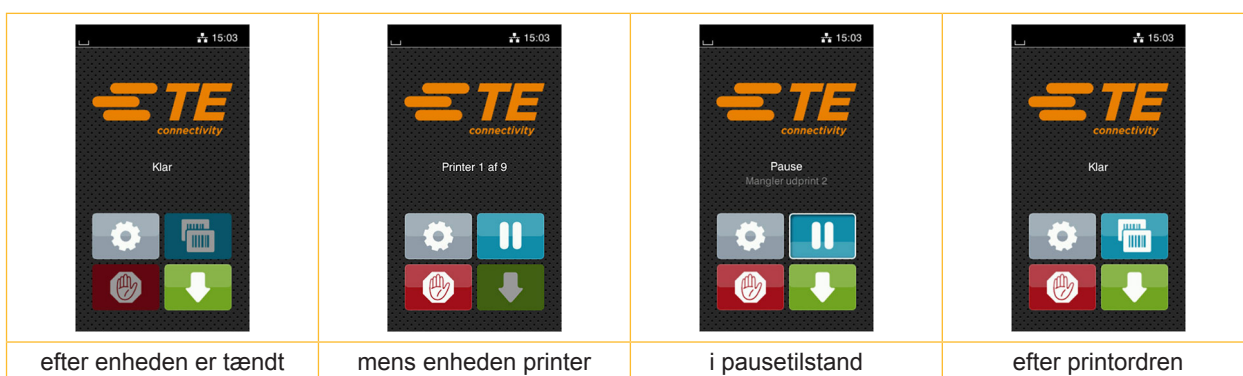 15:03
TE
connectivity
Klar
efter enheden er tændt
15:03
TE
connectivity
Printer 1 af 9
mens enheden printer
15:03
TE
connectivity
Pause
Mangler udprint 2
i pausetilstand
15:03
TE
connectivity
Klar
efter printordren